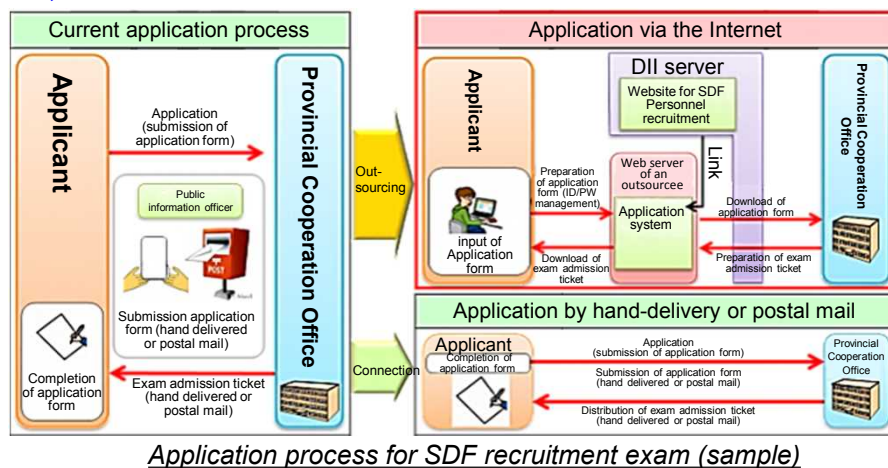 Current application process
Applicant
Application
(submission of
application form)
Public
information officer
POST
Submission application
form (hand delivered
or postal mail)
Completion
of application
form
Exam admission ticket
(hand delivered or
postal mail)
Provincial Cooperation Office
Out-
sourcing
Connection
Application via the Internet
Applicant
input of
Application
form
Preparation
of application
form (ID/PW
management)
Download of
exam admission
ticket
DII server
Website for SDF
Personnel
recruitment
Link
Web server
of an
outsourcee
Application
system
Download of
application form
Preparation of exam
admission ticket
Provincial
Cooperation
Office
Application by hand-delivery or postal mail
Applicant
Completion of
application form
Application
(submission of application form)
Submission of application form
(hand delivered or postal mail)
Distribution of exam admission ticket
(hand delivered or postal mail)
Provincial
Cooperation
Office
Application process for SDF recruitment exam (sample)